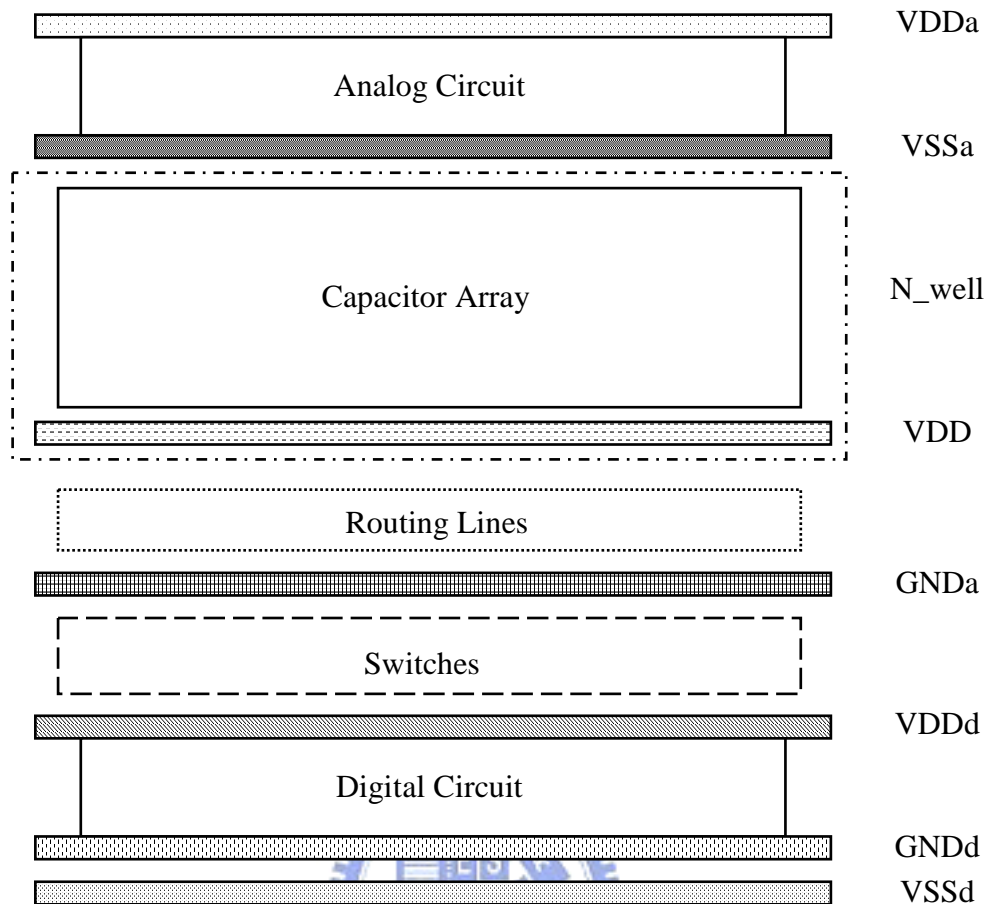 VDDa
Analog Circuit
VSSa
Capacitor Array
N_well
VDD
Routing Lines
GNDa
Switches
VDDd
Digital Circuit
GNDd
VSSd